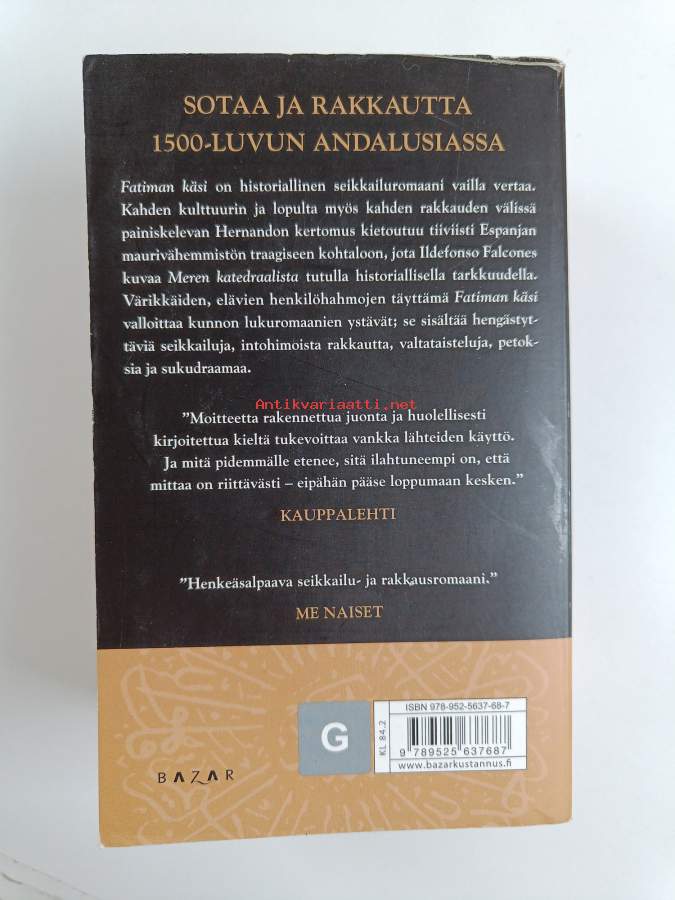 SOTAA JA RAKKAUTTA
1500-LUVUN ANDALUSIASSA
Fatiman käsi on historiallinen seikkailuromaani vailla vertaa.
Kahden kulttuurin ja lopulta myös kahden rakkauden välissä
painiskelevan Hernandon kertomus kietoutuu tiiviisti Espanjan
maurivähemmistön traagiseen kohtaloon, jota Ildefonso Falcones
kuvaa Meren katedraalista tutulla historiallisella tarkkuudella.
Värikkäiden, elävien henkilöhahmojen täyttämä Fatiman käsi
valloittaa kunnon lukuromaanien ystävät; se sisältää hengästyt-
täviä seikkailuja, intohimoista rakkautta, valtataisteluja, petok-
sia ja sukudraamaa.
Antikvariaatti.net
”Moitteetta rakennettua juonta ja huolellisesti
kirjoitettua kieltä tukevoittaa vankka lähteiden käyttö.
Ja mitä pidemmälle etenee, sitä ilahtuneempi on, että
mittaa on riittävästi – eipähän pääse loppumaan kesken.”
KAUPPALEHTI
”Henkeäsalpaava seikkailu- ja rakkausromaani.”
ME NAISET
ISBN 978-952-5637-68-7
KL 84.2
G
9 789525 637687
www.bazarkustannus.fi
BAZAR